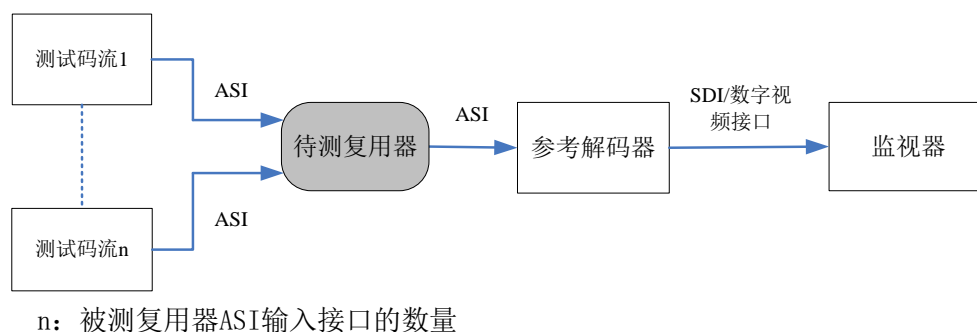 测试码流1
ASI
待测复用器
ASI
参考解码器
SDI/数字视
频接口
监视器
测试码流n
ASI
n：被测复用器ASI输入接口的数量